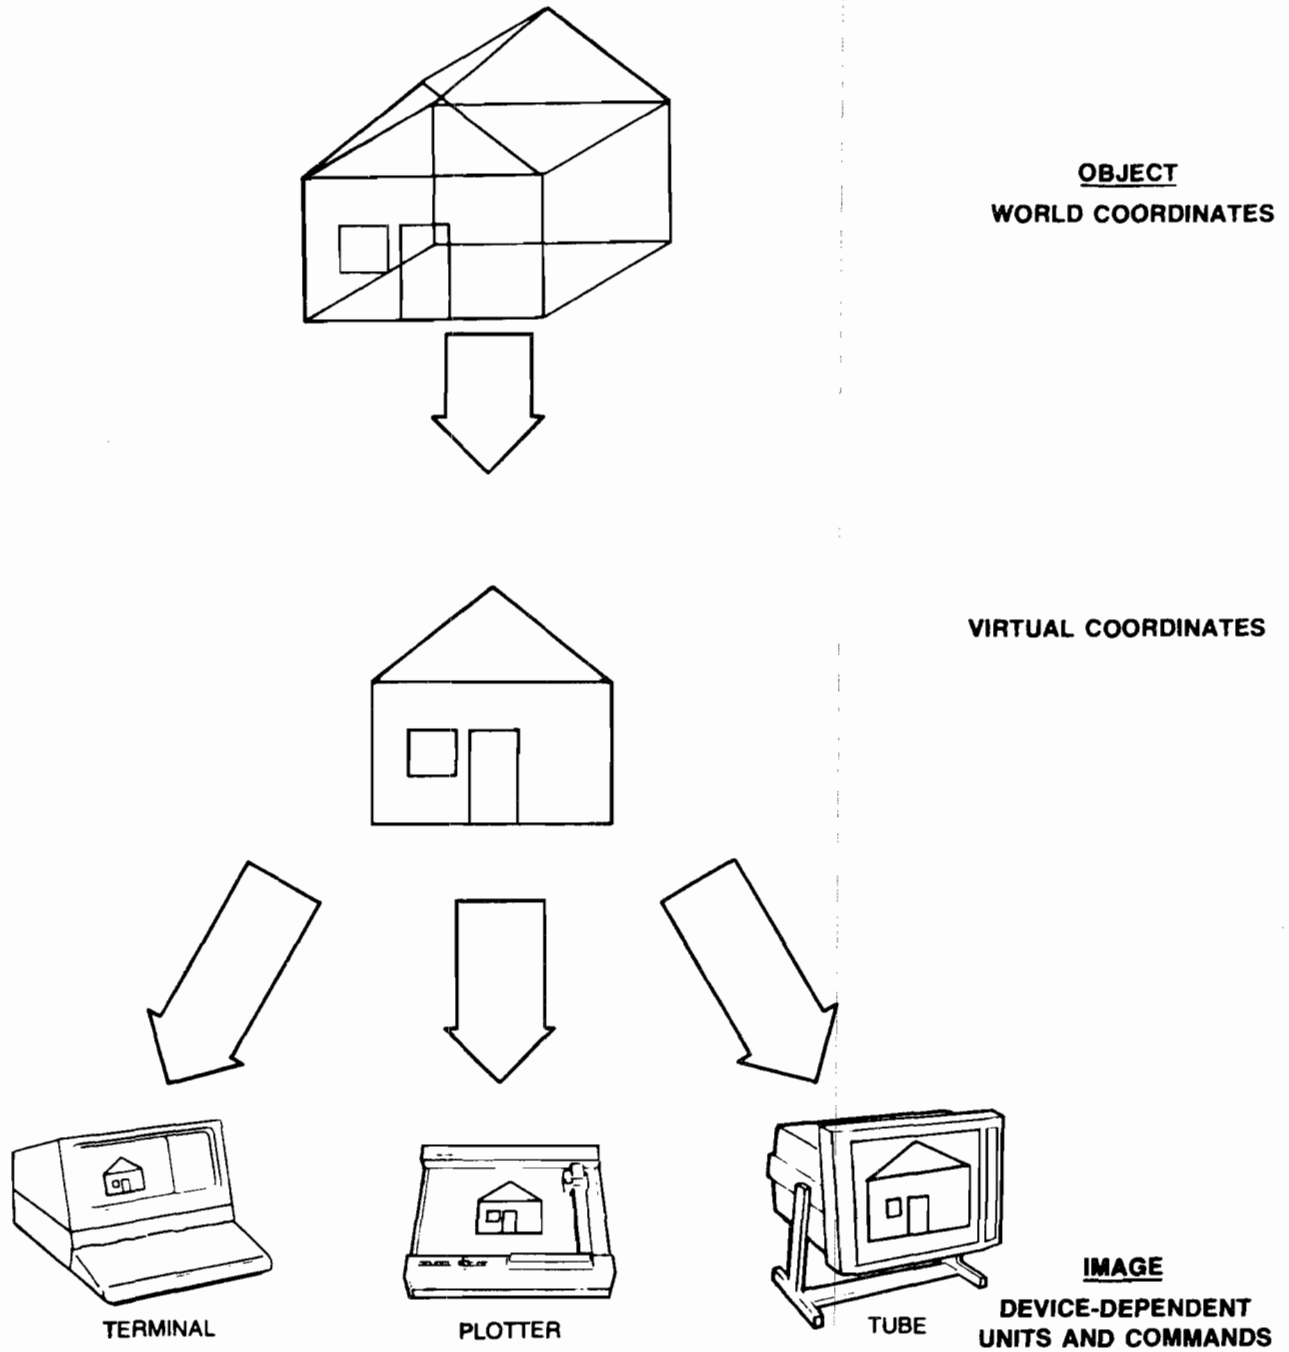 OBJECT
WORLD COORDINATES
VIRTUAL COORDINATES
TERMINAL
PLOTTER
TUBE
IMAGE
DEVICE-DEPENDENT
UNITS AND COMMANDS